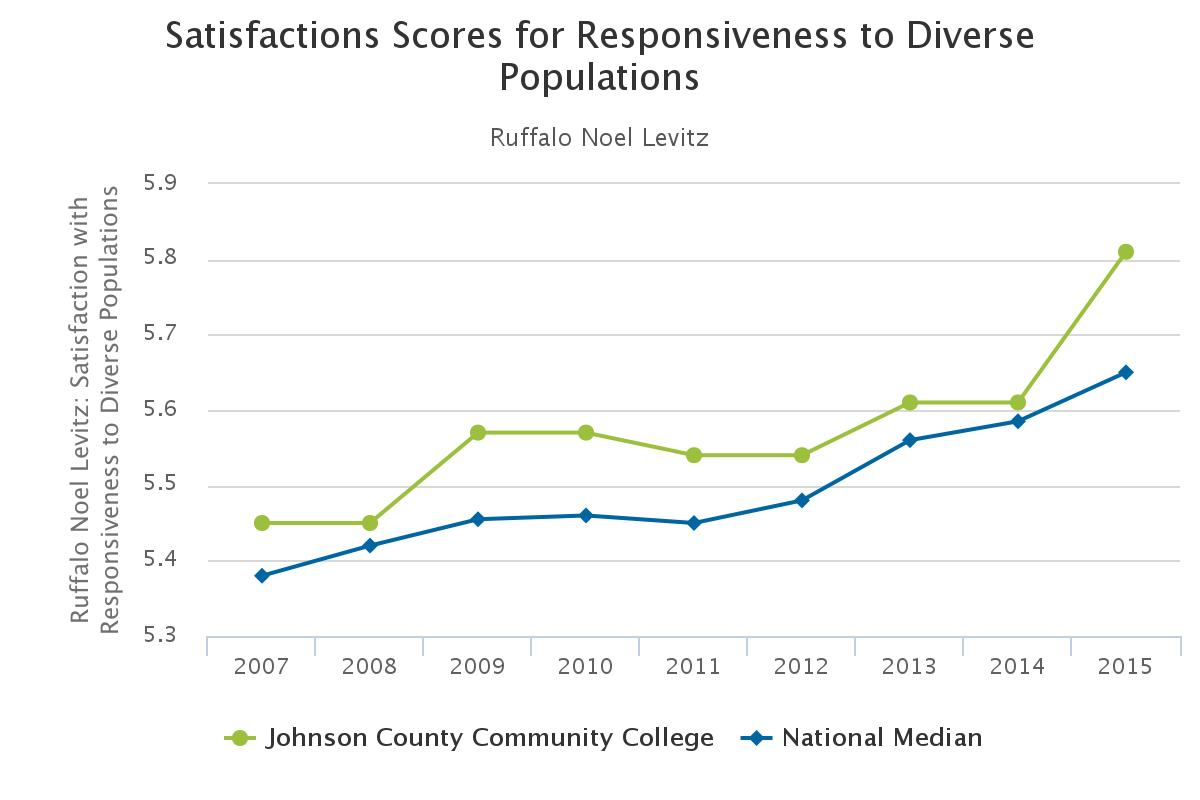 Satisfactions Scores for Responsiveness to Diverse
Populations
Ruffalo Noel Levitz
Ruffalo Noel Levitz: Satisfaction with
Responsiveness to Diverse Populations
5.9
5.8
5.7
5.6
5.5
5.4
5.3
2007 2008 2009 2010 2011 2012 2013 2014 2015
Johnson County Community College National Median